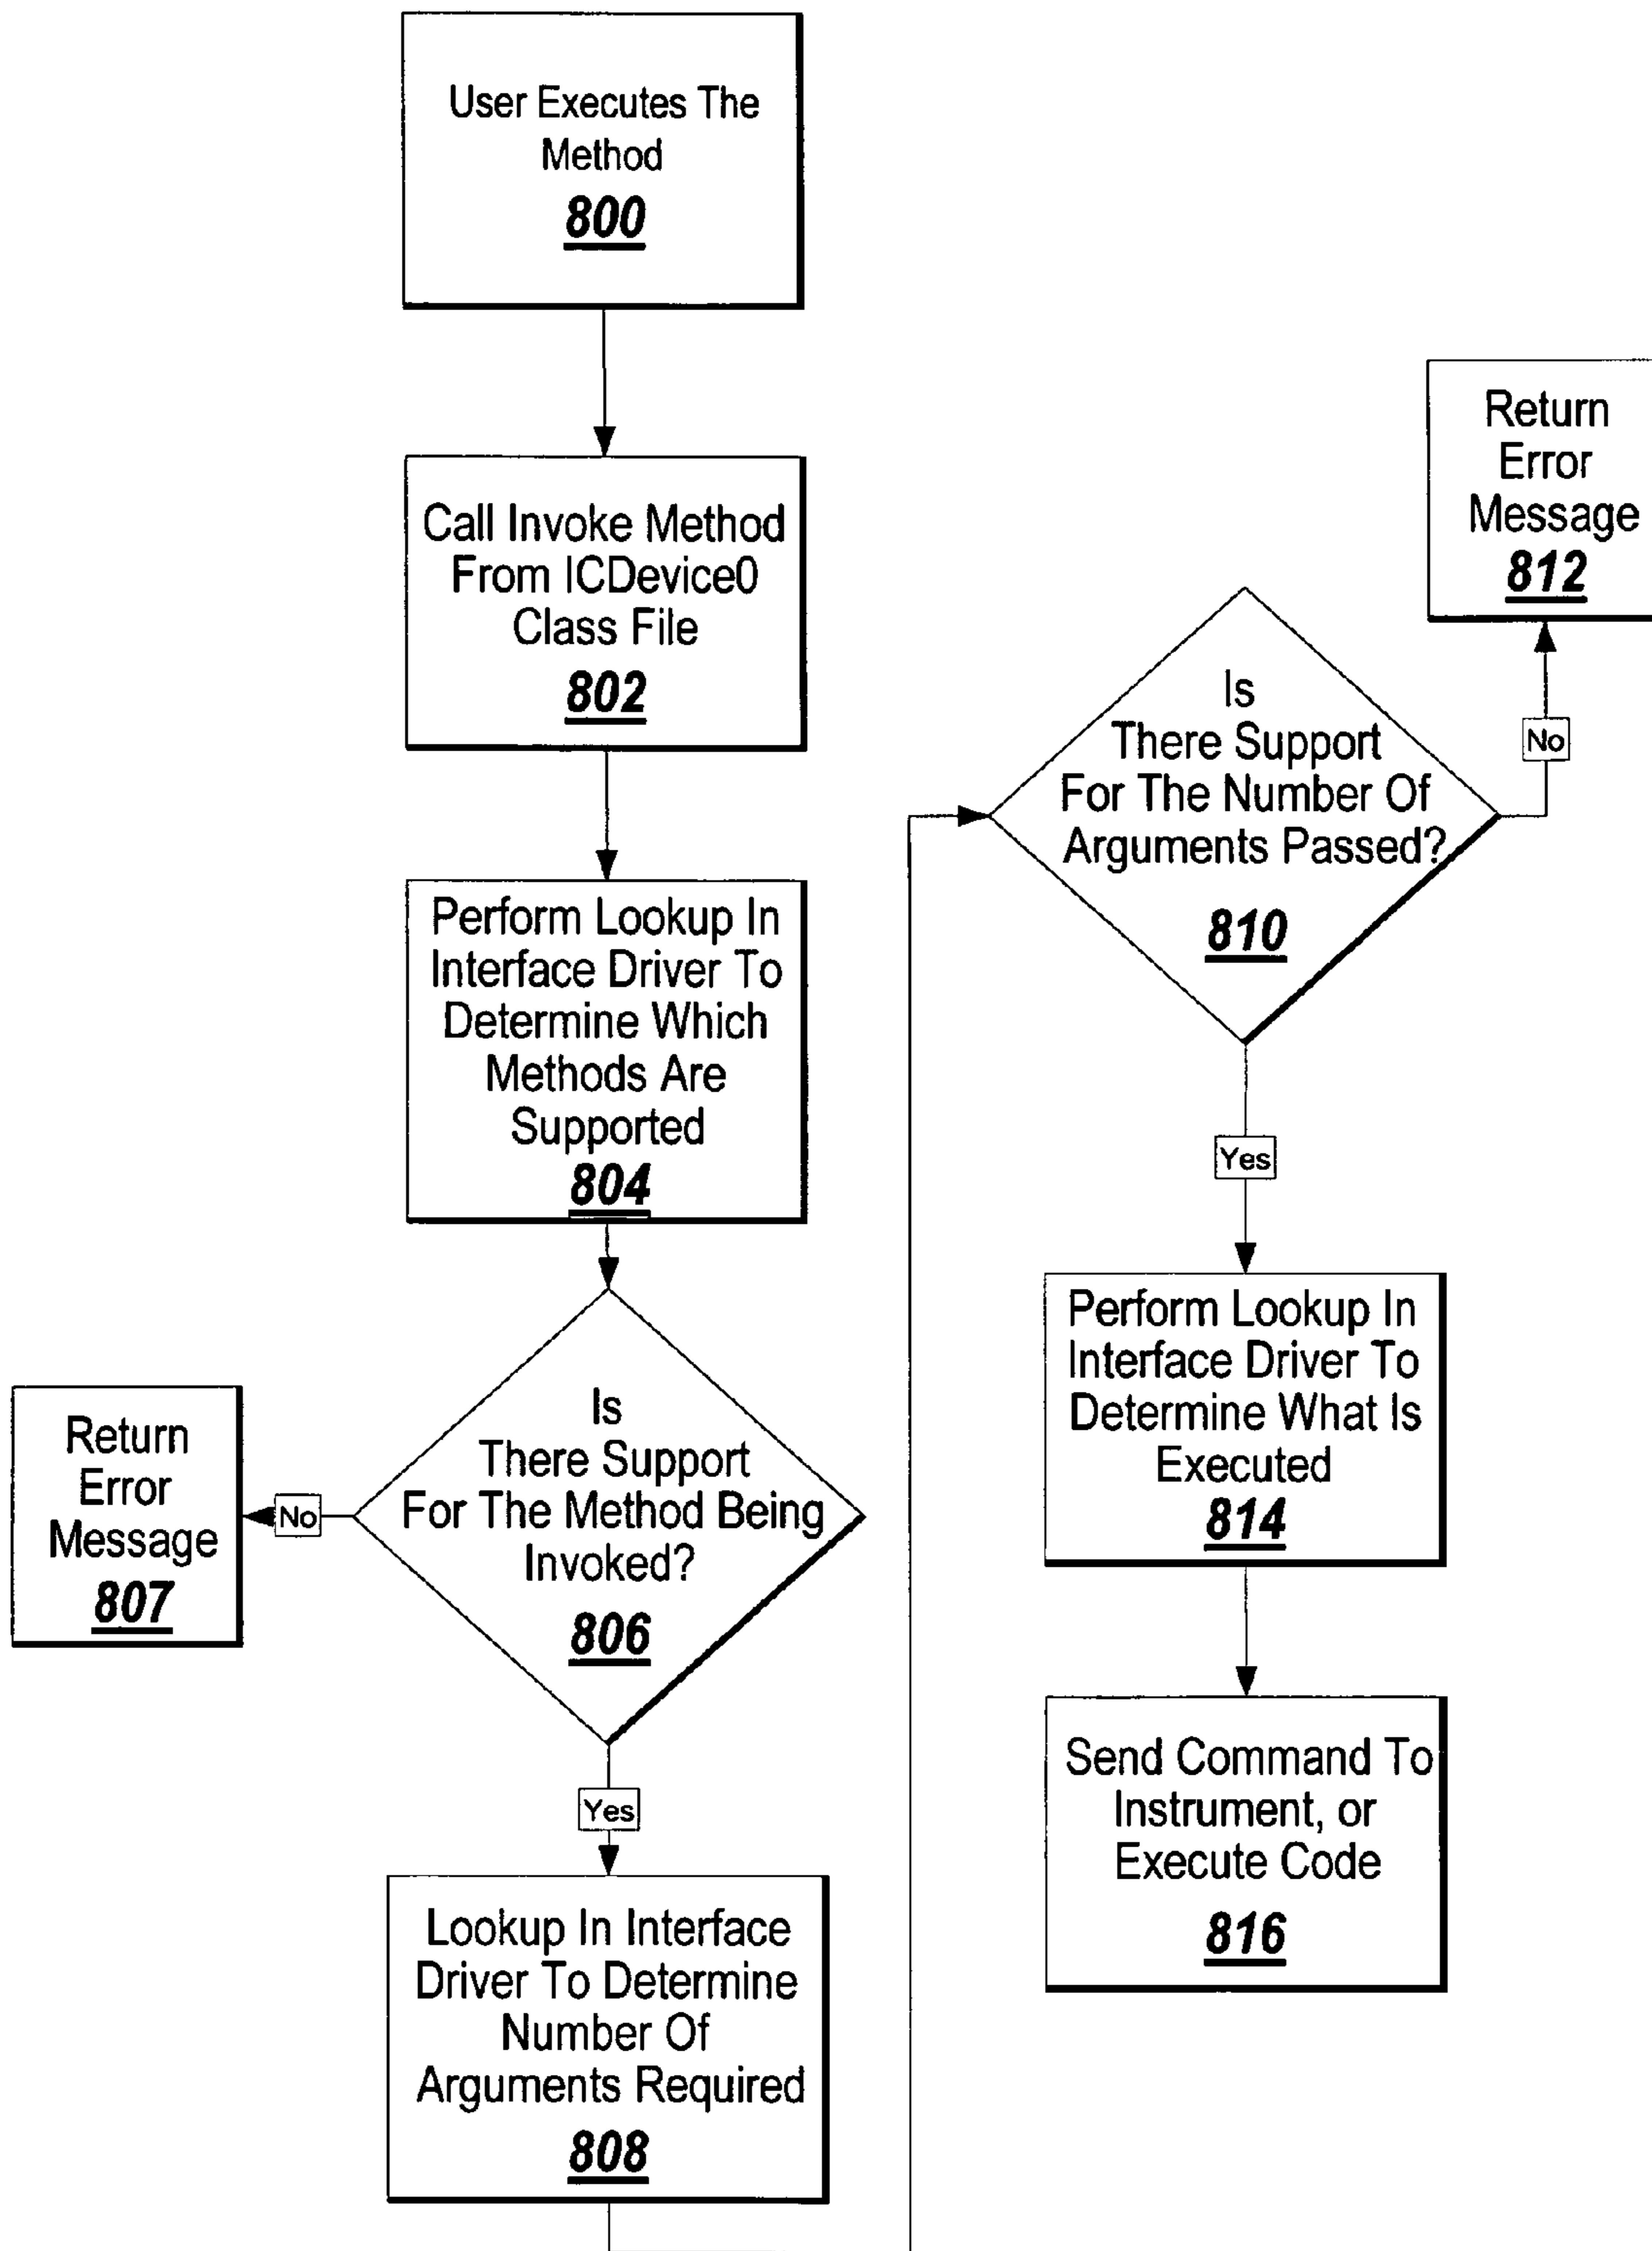 User Executes The
Method
800
Call Invoke Method
From ICDevice0
Class File
802
Perform Lookup In
Interface Driver To
Determine Which
Methods Are
Supported
804
Is
There Support
For The Method Being
Invoked?
806
No
Return
Error
Message
807
Yes
Lookup In Interface
Driver To Determine
Number Of
Arguments Required
808
Is
There Support
For The Number Of
Arguments Passed?
810
No
Return
Error
Message
812
Yes
Perform Lookup In
Interface Driver To
Determine What Is
Executed
814
Send Command To
Instrument, or
Execute Code
816